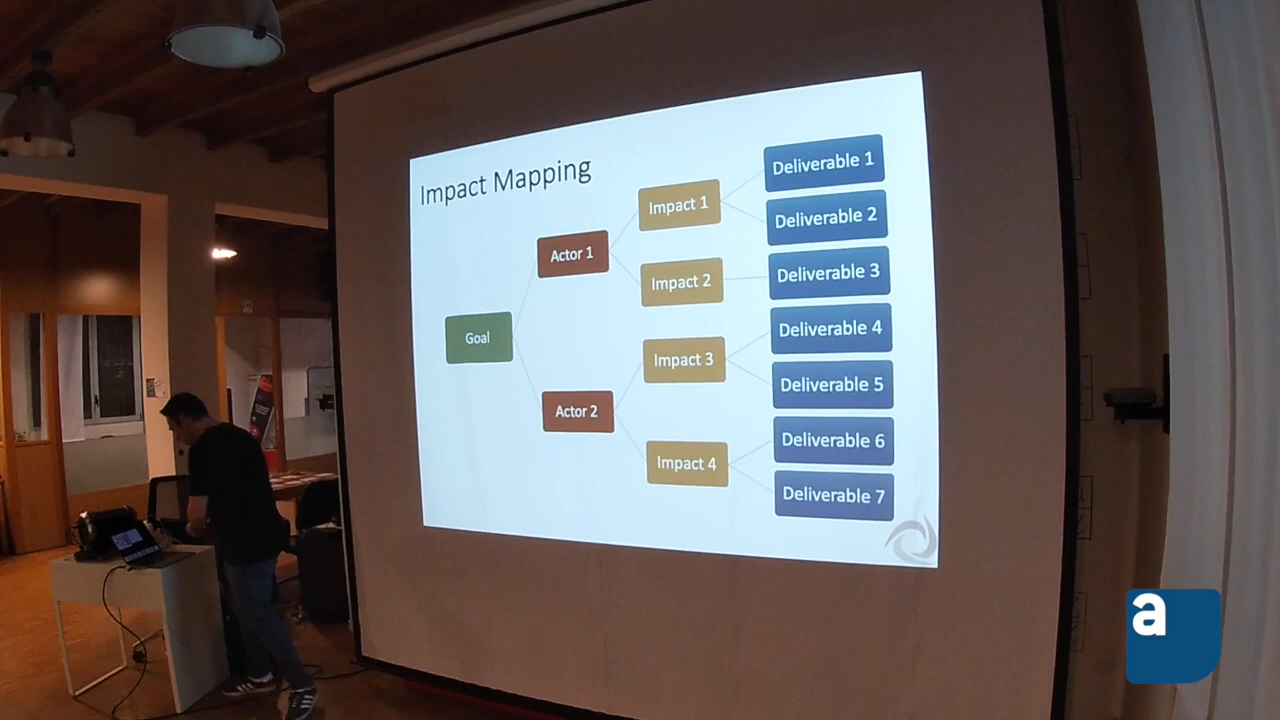 Impact Mapping
Goal
Actor 1
Actor 2
Impact 1
Impact 2
Impact 3
Impact 4
Deliverable 1
Deliverable 2
Deliverable 3
Deliverable 4
Deliverable 5
Deliverable 6
Deliverable 7
a